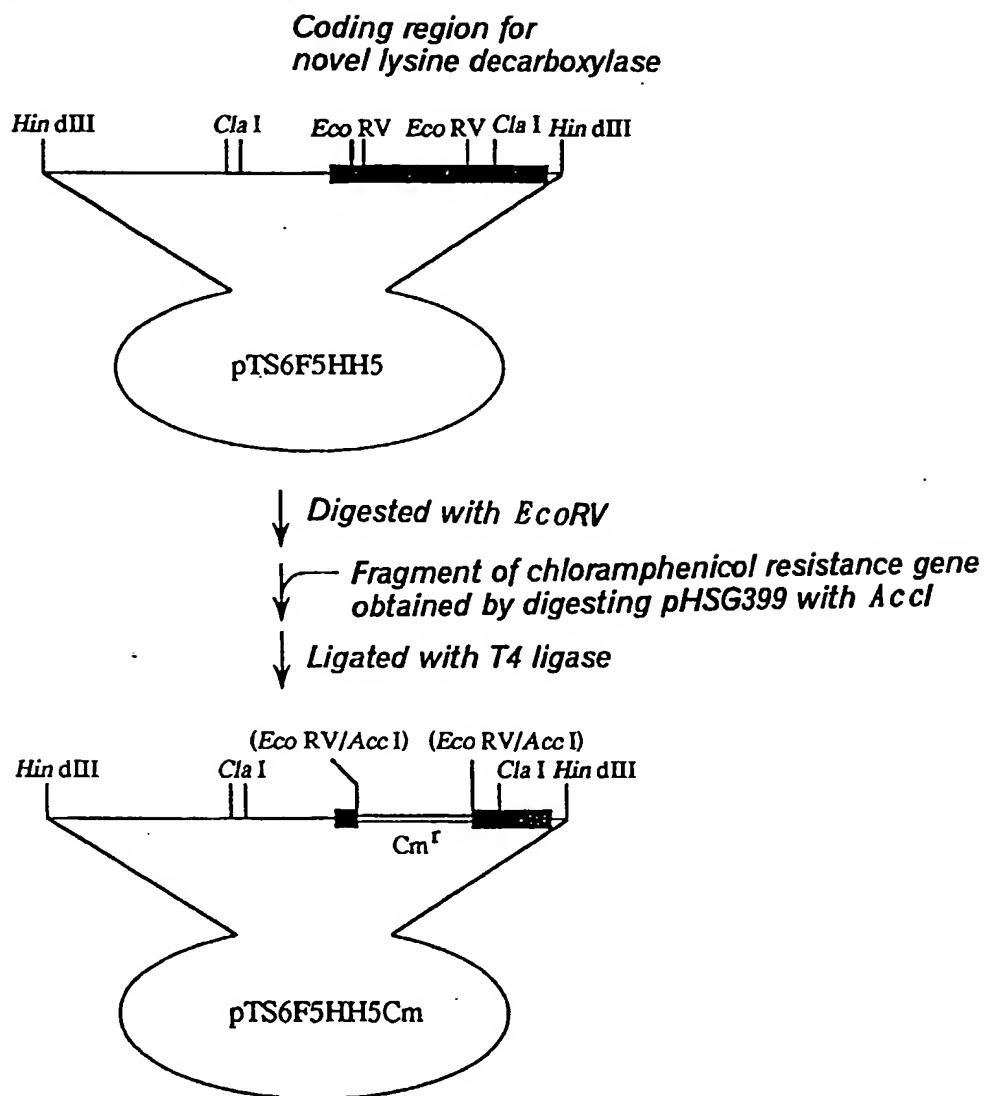 Coding region for
novel lysine decarboxylase
Hin dIII Cla I Eco RV Eco RV Cla I Hin dIII
pTS6F5HH5
Digested with EcoRV
Fragment of chloramphenicol resistance gene
obtained by digesting pHSG399 with AccI
Ligated with T4 ligase
(Eco RV/Acc I) (Eco RV/Acc I)
Hin dIII Cla I Cla I Hin dIII
Cmʳ
pTS6F5HH5Cm